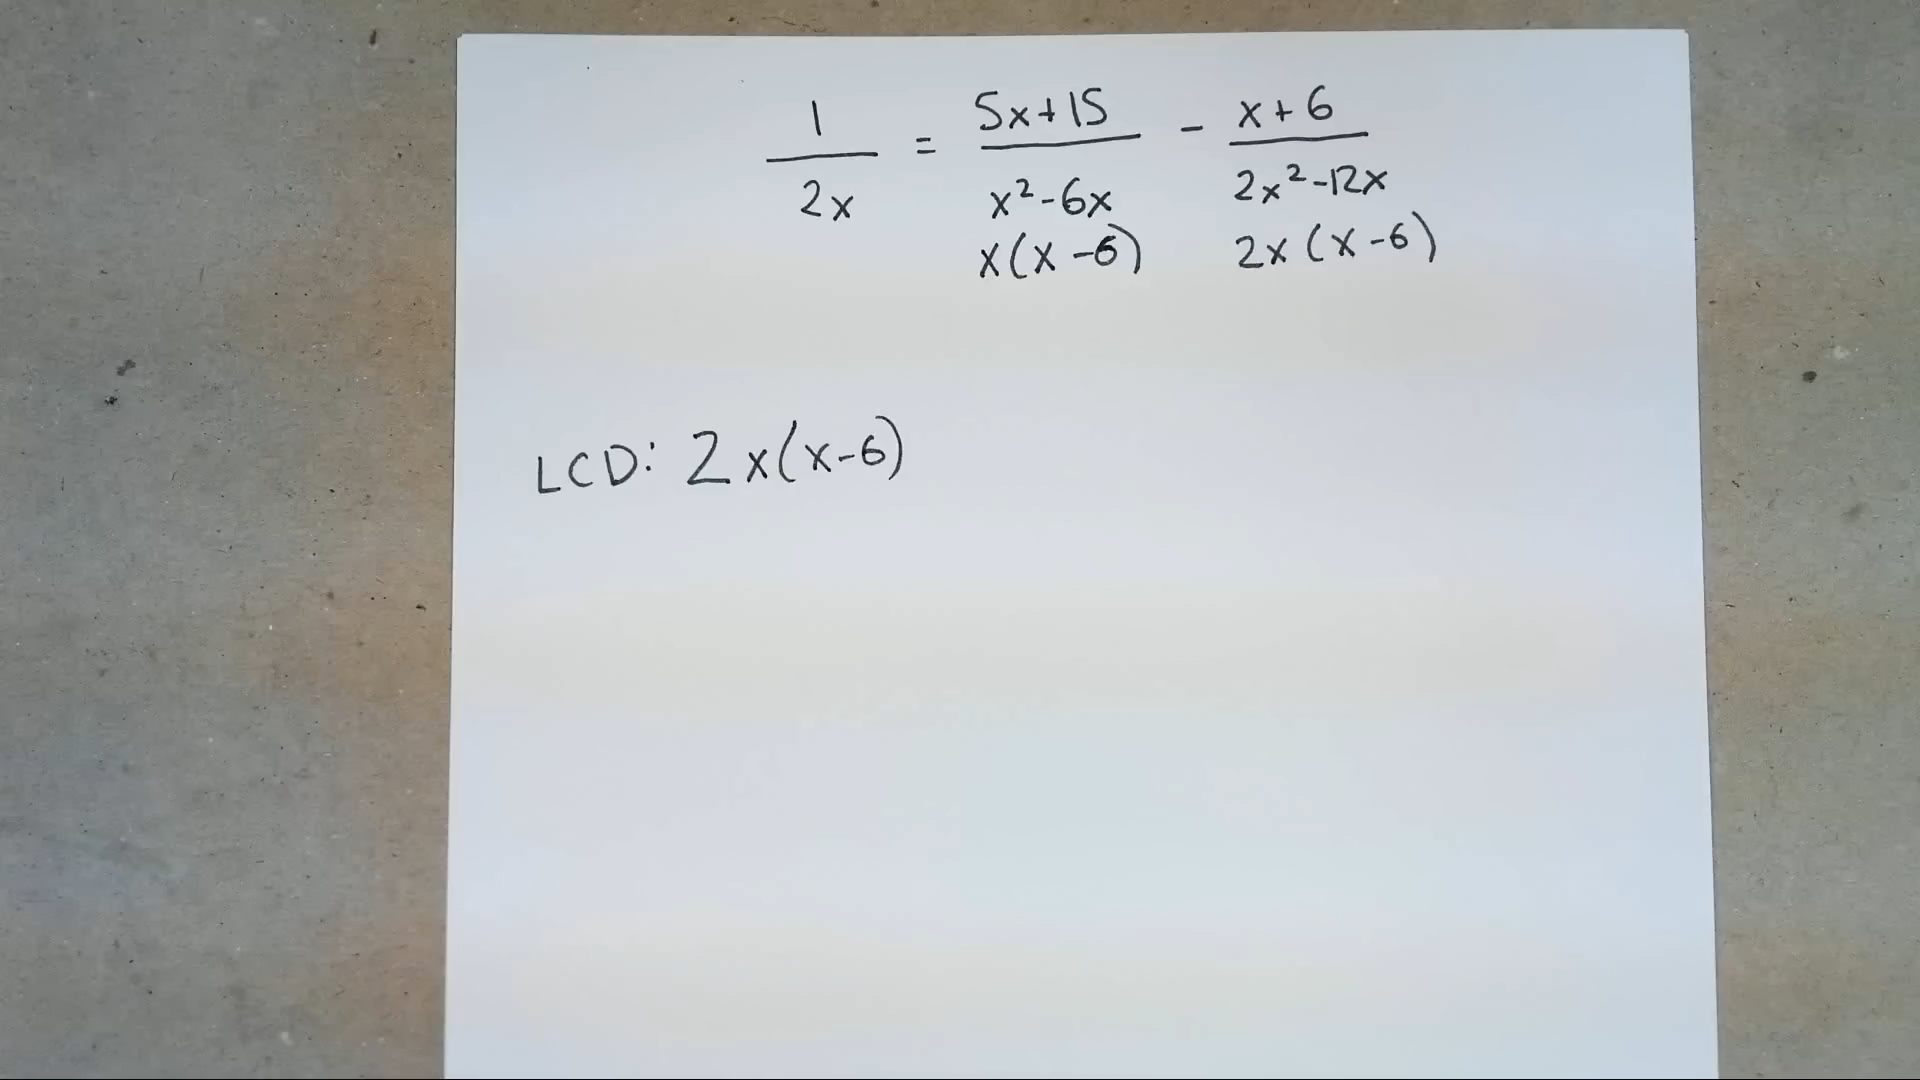 1/2x = 5x+15/x²-6x - x+6/2x²-12x
x(x-6) 2x(x-6)
LCD: 2x(x-6)